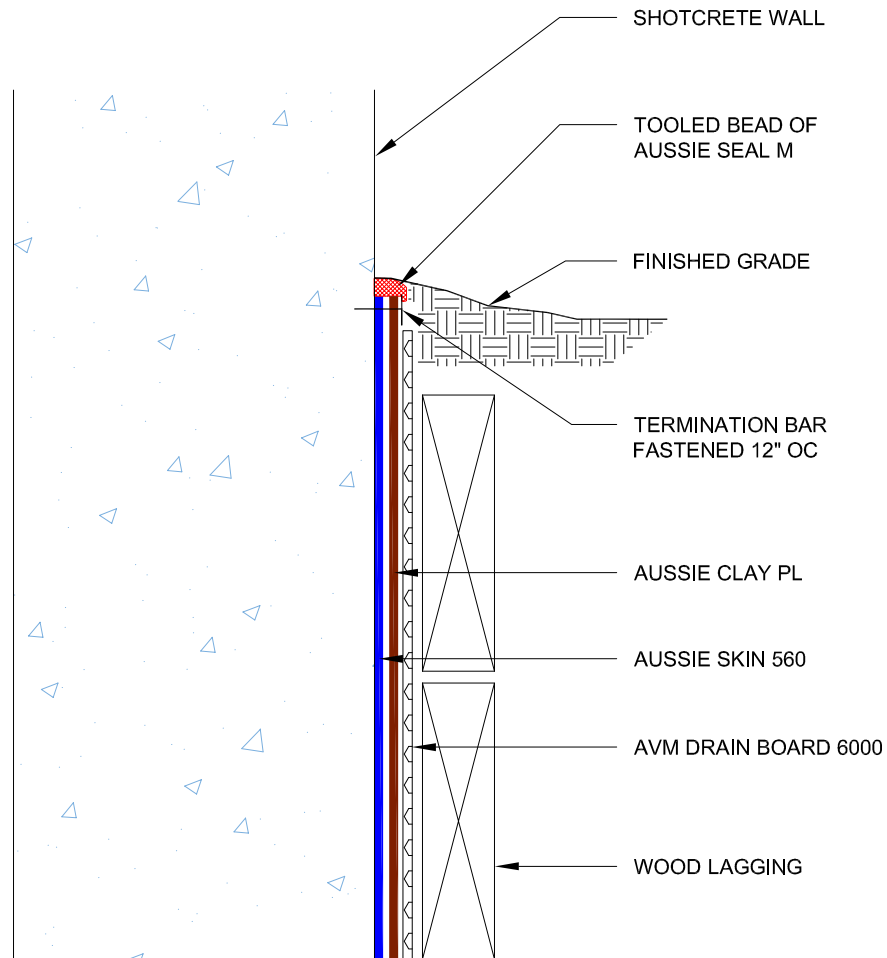 SHOTCRETE WALL
TOOLED BEAD OF
AUSSIE SEAL M
FINISHED GRADE
TERMINATION BAR
FASTENED 12" OC
AUSSIE CLAY PL
AUSSIE SKIN 560
AVM DRAIN BOARD 6000
WOOD LAGGING